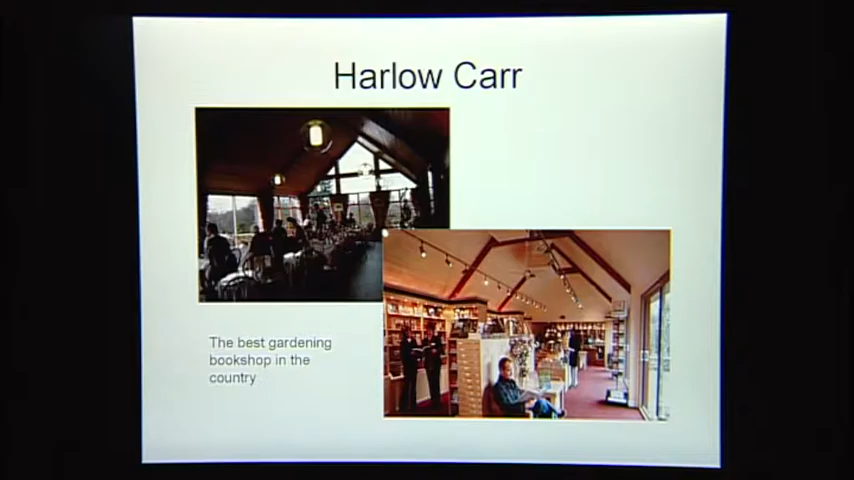 Harlow Carr
The best gardening
bookshop in the
country